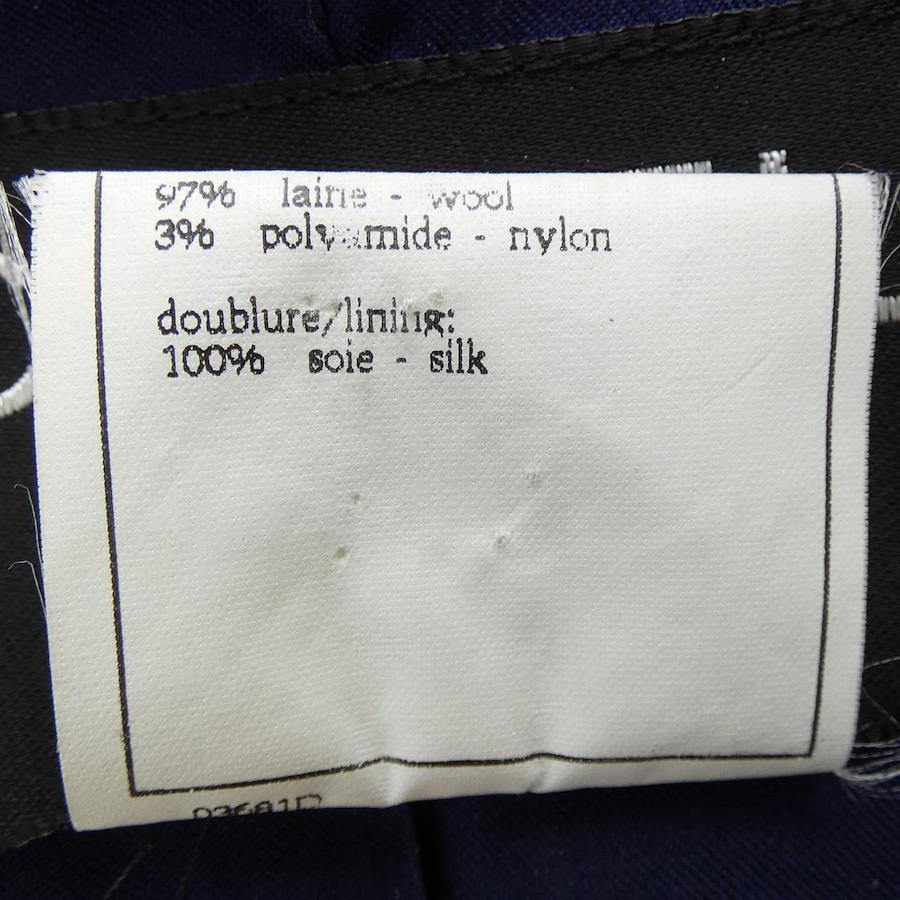 97% laine - wool
3% polyamide - nylon
doublure/lining:
100% soie - silk